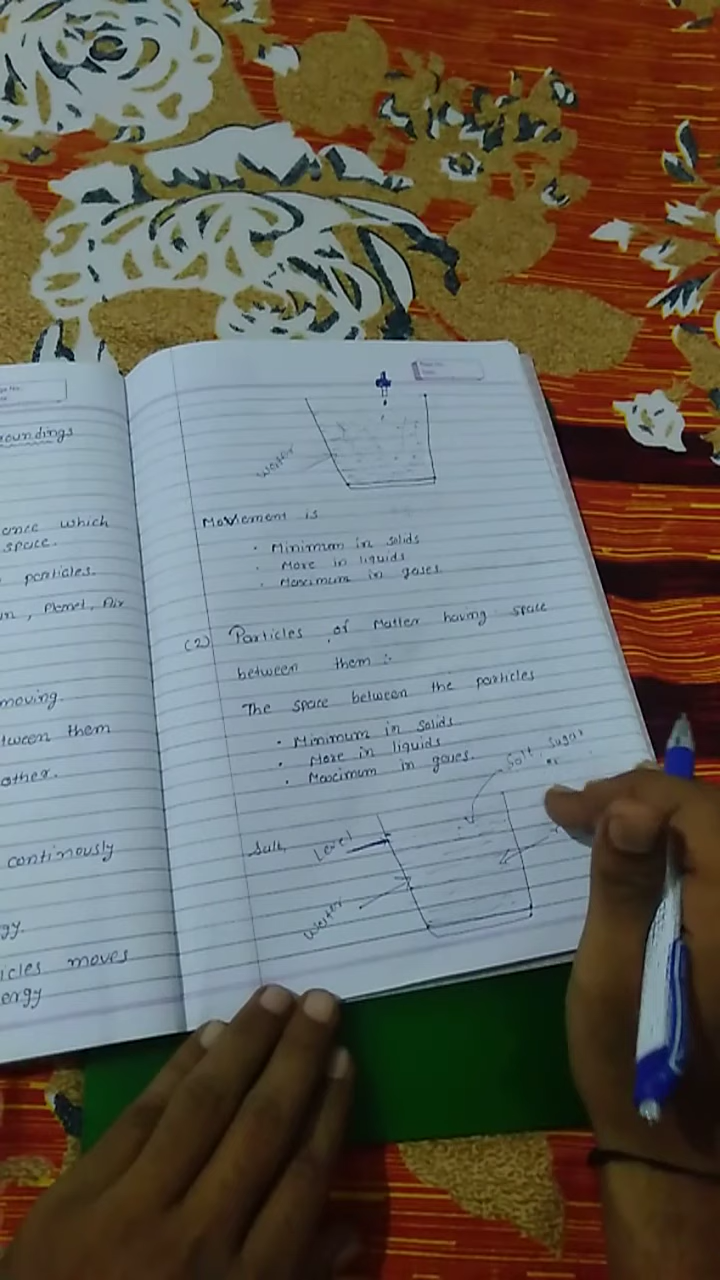 roundings
ance which
space.
particles.
, Planet, Air
moving.
tween them
other.
continously
gy.
icles moves
ergy
Water
Movement is
· Minimum in solids
· More in liquids
· Maximum in gases
(2) Particles of Matter having space
between them :-
The space between the particles
· Minimum in solids.
· More in liquids
· Maximum in gases.
Salt, Sugar
or
Salt,
Level
Water